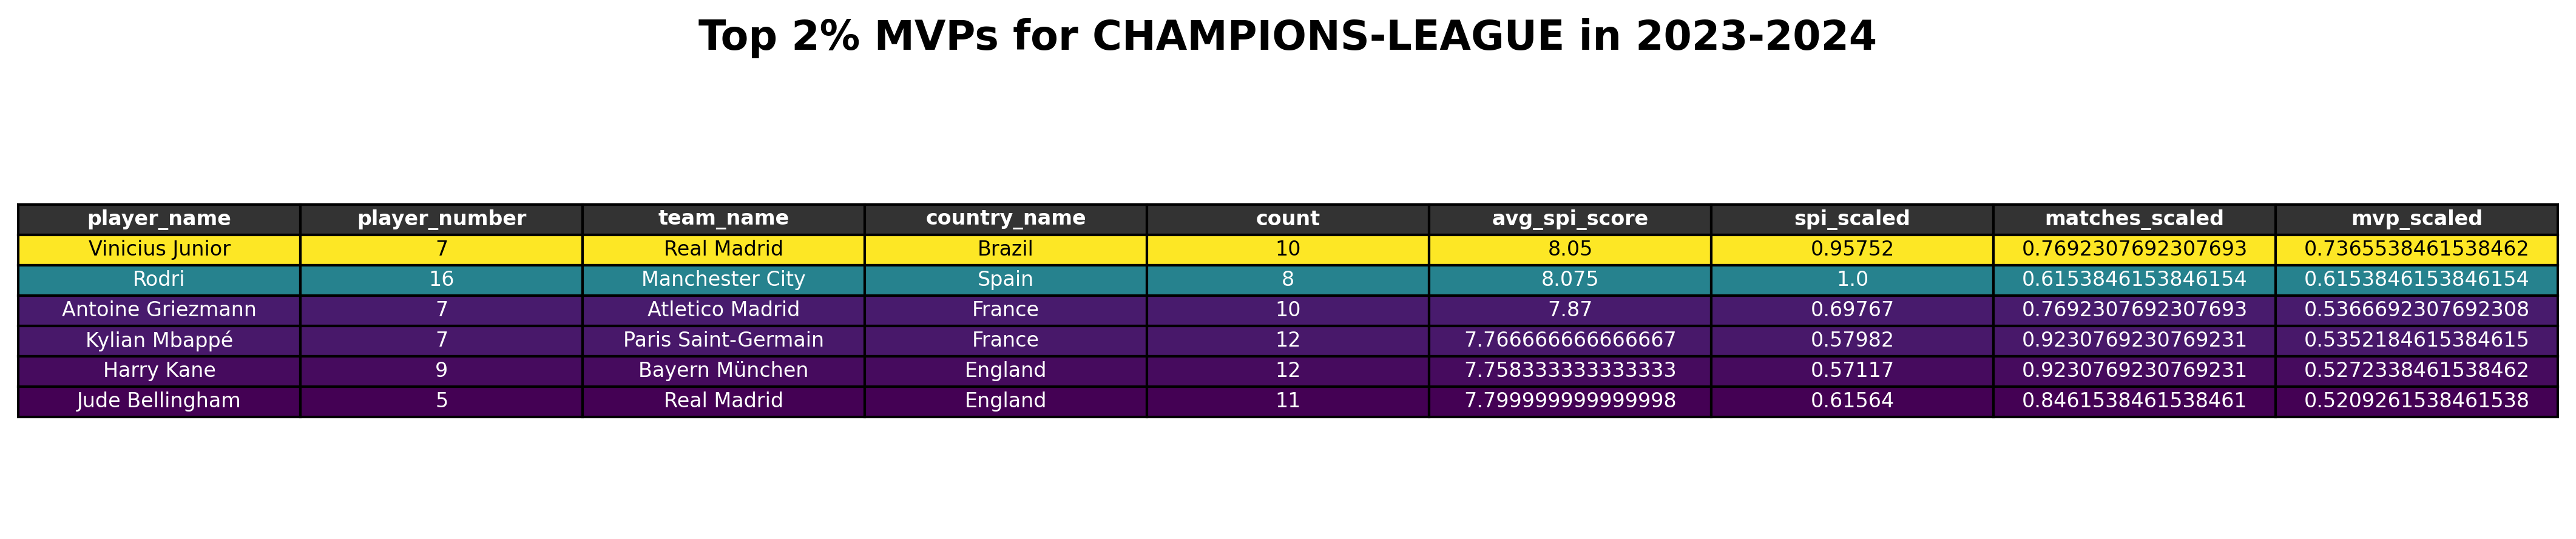 Top 2% MVPs for CHAMPIONS-LEAGUE in 2023-2024
player_name player_number team_name country_name count avg_spi_score spi_scaled matches_scaled mvp_scaled
Vinicius Junior 7 Real Madrid Brazil 10 8.05 0.95752 0.7692307692307693 0.7365538461538462
Rodri 16 Manchester City Spain 8 8.075 1.0 0.6153846153846154 0.6153846153846154
Antoine Griezmann 7 Atletico Madrid France 10 7.87 0.69767 0.7692307692307693 0.5366692307692308
Kylian Mbappé 7 Paris Saint-Germain France 12 7.766666666666667 0.57982 0.9230769230769231 0.5352184615384615
Harry Kane 9 Bayern München England 12 7.758333333333333 0.57117 0.9230769230769231 0.5272338461538462
Jude Bellingham 5 Real Madrid England 11 7.799999999999998 0.61564 0.8461538461538461 0.5209261538461538